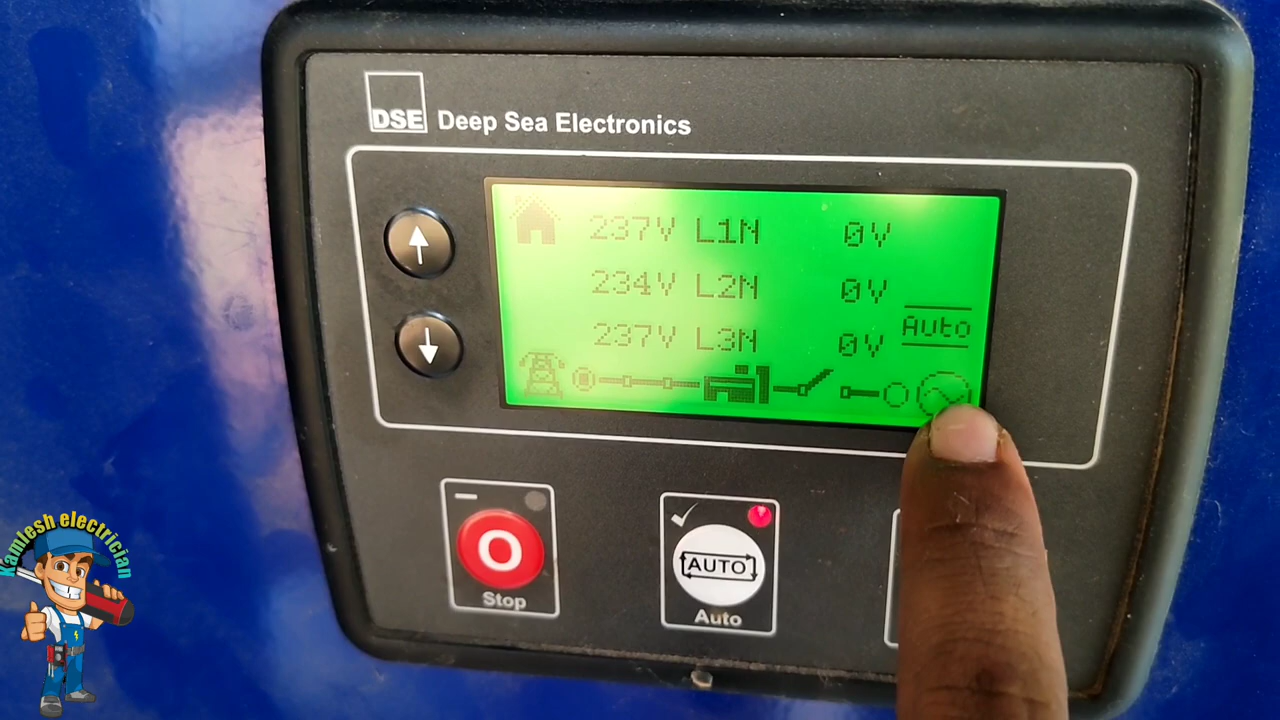 DSE Deep Sea Electronics
237V L1N 0V
234V L2N 0V
237V L3N 0V
Auto
O
Stop
AUTO
Auto
Kamlesh electrician